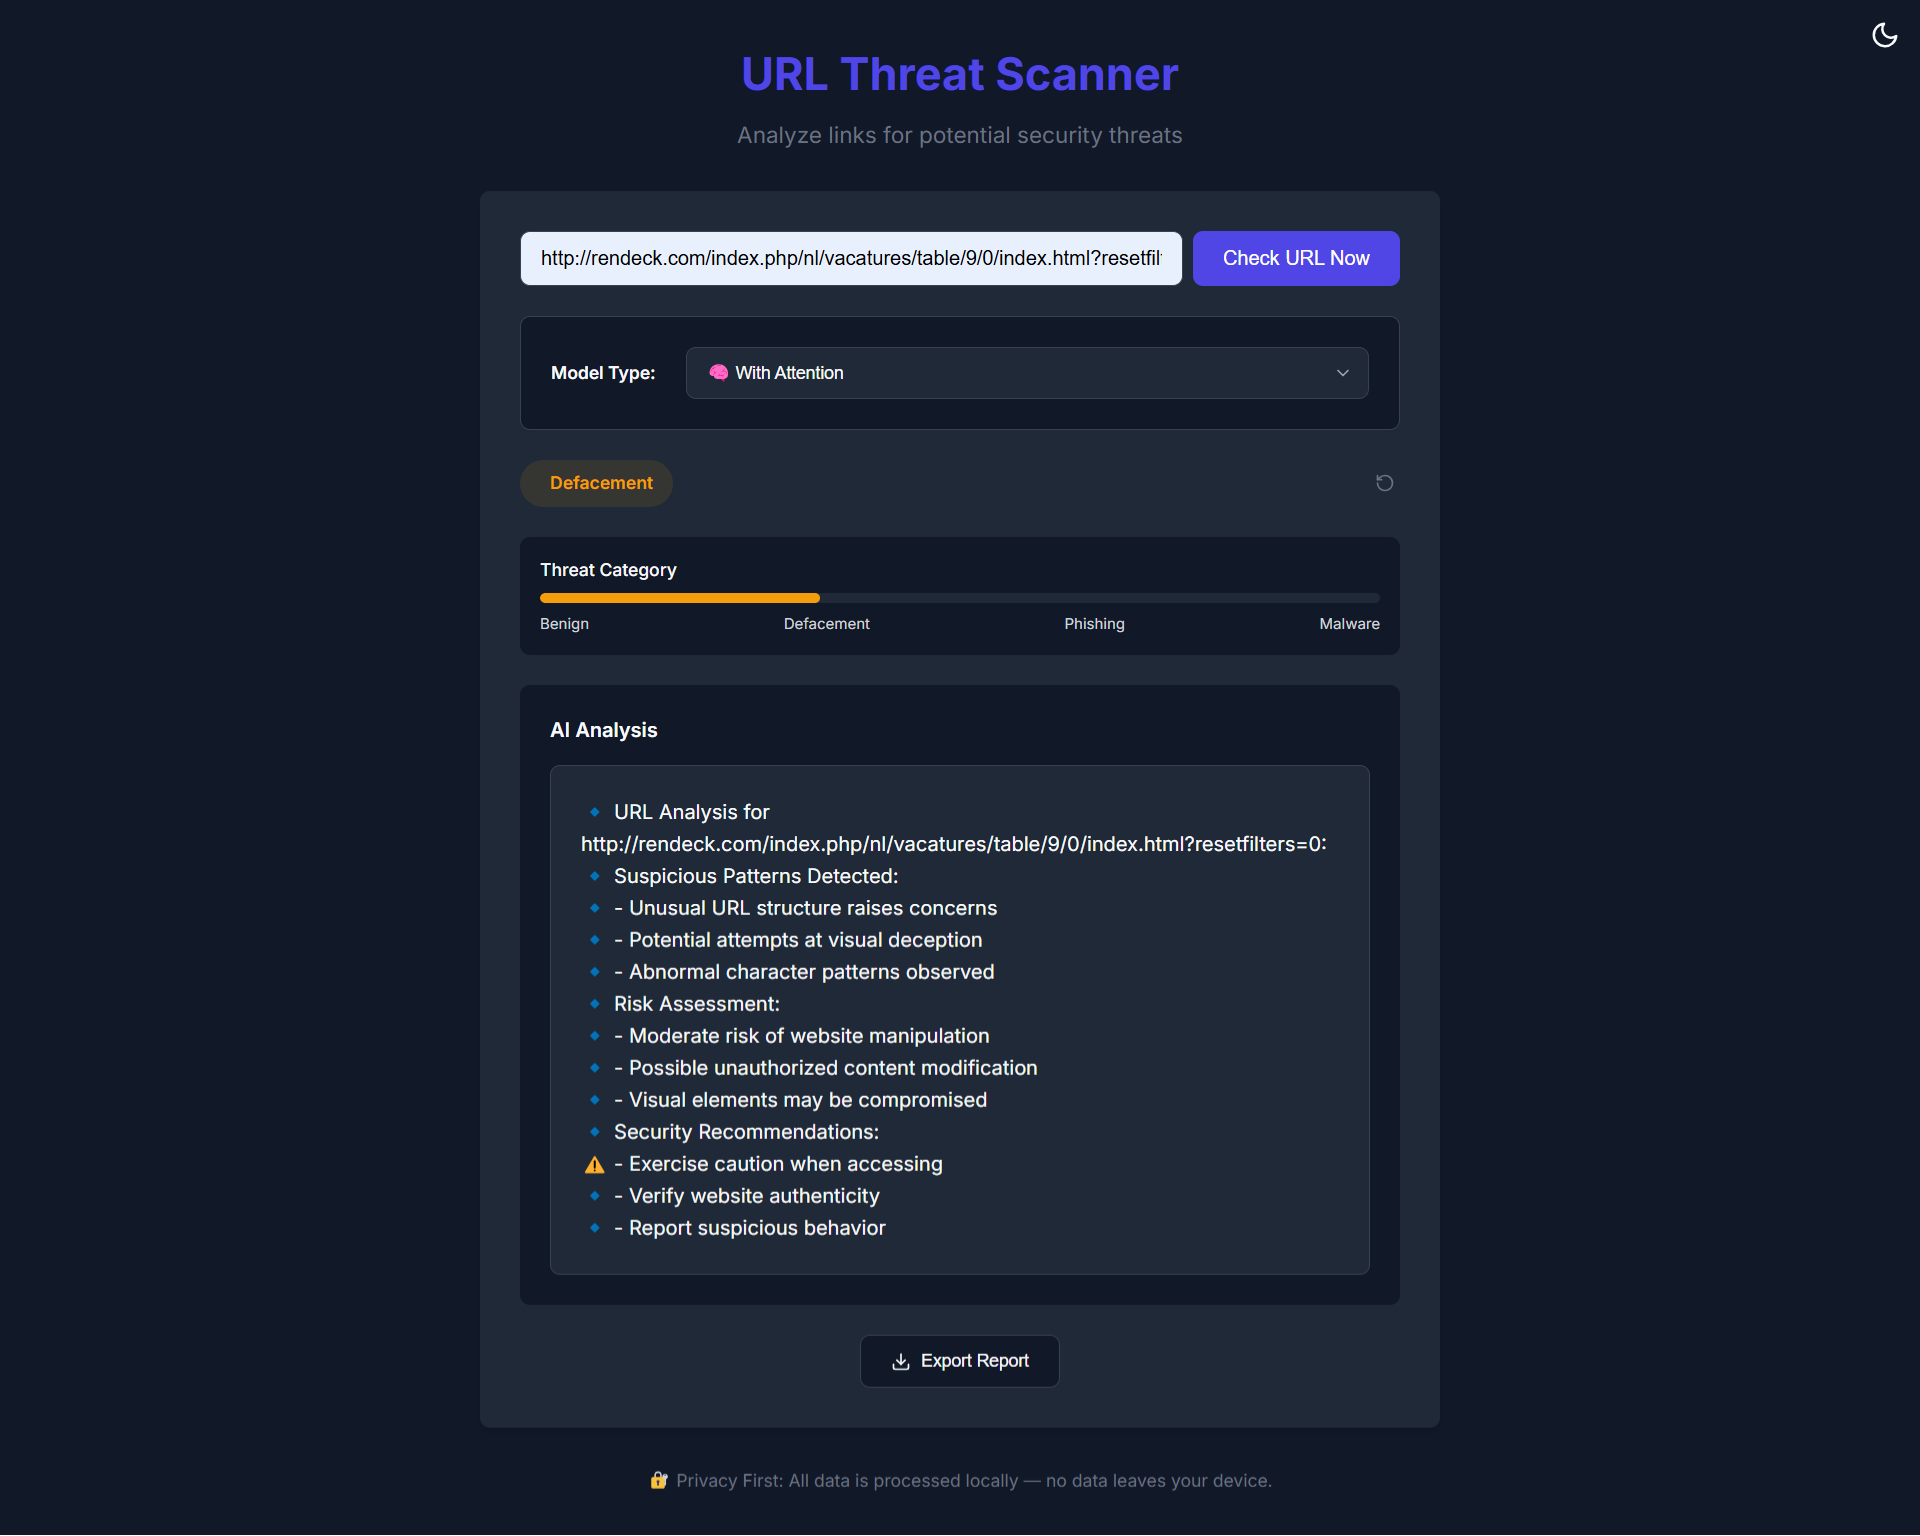 URL Threat Scanner
Analyze links for potential security threats
http://rendeck.com/index.php/nl/vacatures/table/9/0/index.html?resetfil
Check URL Now
Model Type:
🧠 With Attention
Defacement
Threat Category
Benign Defacement Phishing Malware
AI Analysis
🔹 URL Analysis for
http://rendeck.com/index.php/nl/vacatures/table/9/0/index.html?resetfilters=0:
🔹 Suspicious Patterns Detected:
🔹 - Unusual URL structure raises concerns
🔹 - Potential attempts at visual deception
🔹 - Abnormal character patterns observed
🔹 Risk Assessment:
🔹 - Moderate risk of website manipulation
🔹 - Possible unauthorized content modification
🔹 - Visual elements may be compromised
🔹 Security Recommendations:
⚠️ - Exercise caution when accessing
🔹 - Verify website authenticity
🔹 - Report suspicious behavior
Export Report
🔐 Privacy First: All data is processed locally — no data leaves your device.